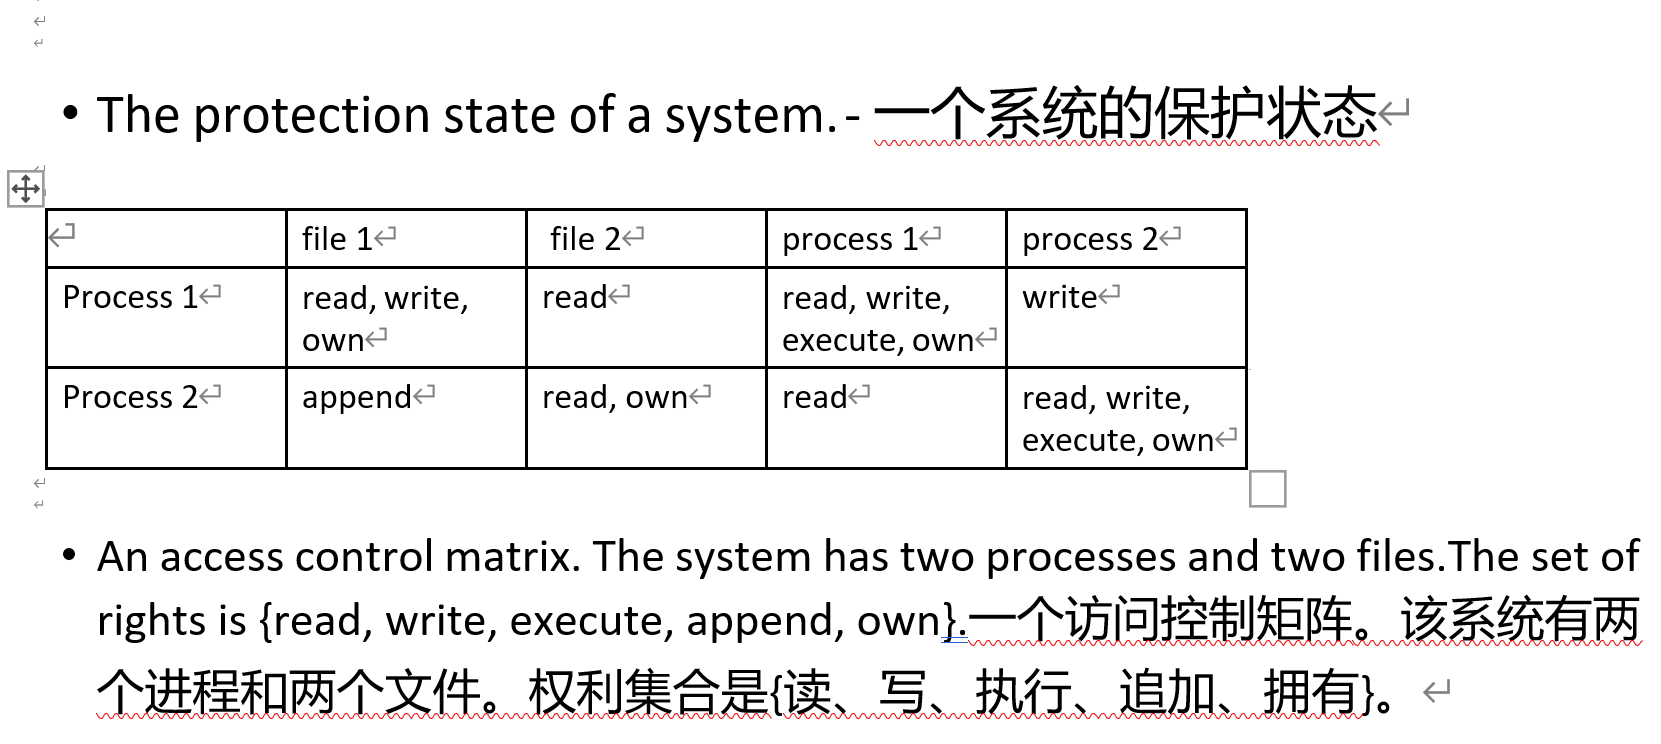 • The protection state of a system. - 一个系统的保护状态
file 1 file 2 process 1 process 2
Process 1 read, write, own read read, write, execute, own write
Process 2 append read, own read read, write, execute, own
• An access control matrix. The system has two processes and two files.The set of
rights is {read, write, execute, append, own}.一个访问控制矩阵。该系统有两
个进程和两个文件。权利集合是{读、写、执行、追加、拥有}。